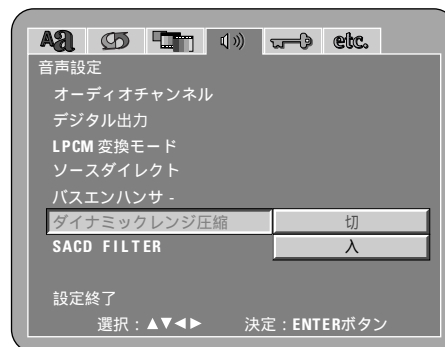 Aa etc.
音声設定
オーディオチャンネル
デジタル出力
LPCM 変換モード
ソースダイレクト
バスエンハンサ -
ダイナミックレンジ圧縮 切
SACD FILTER 入
設定終了
選択：▲▼◀▶ 決定：ENTERボタン